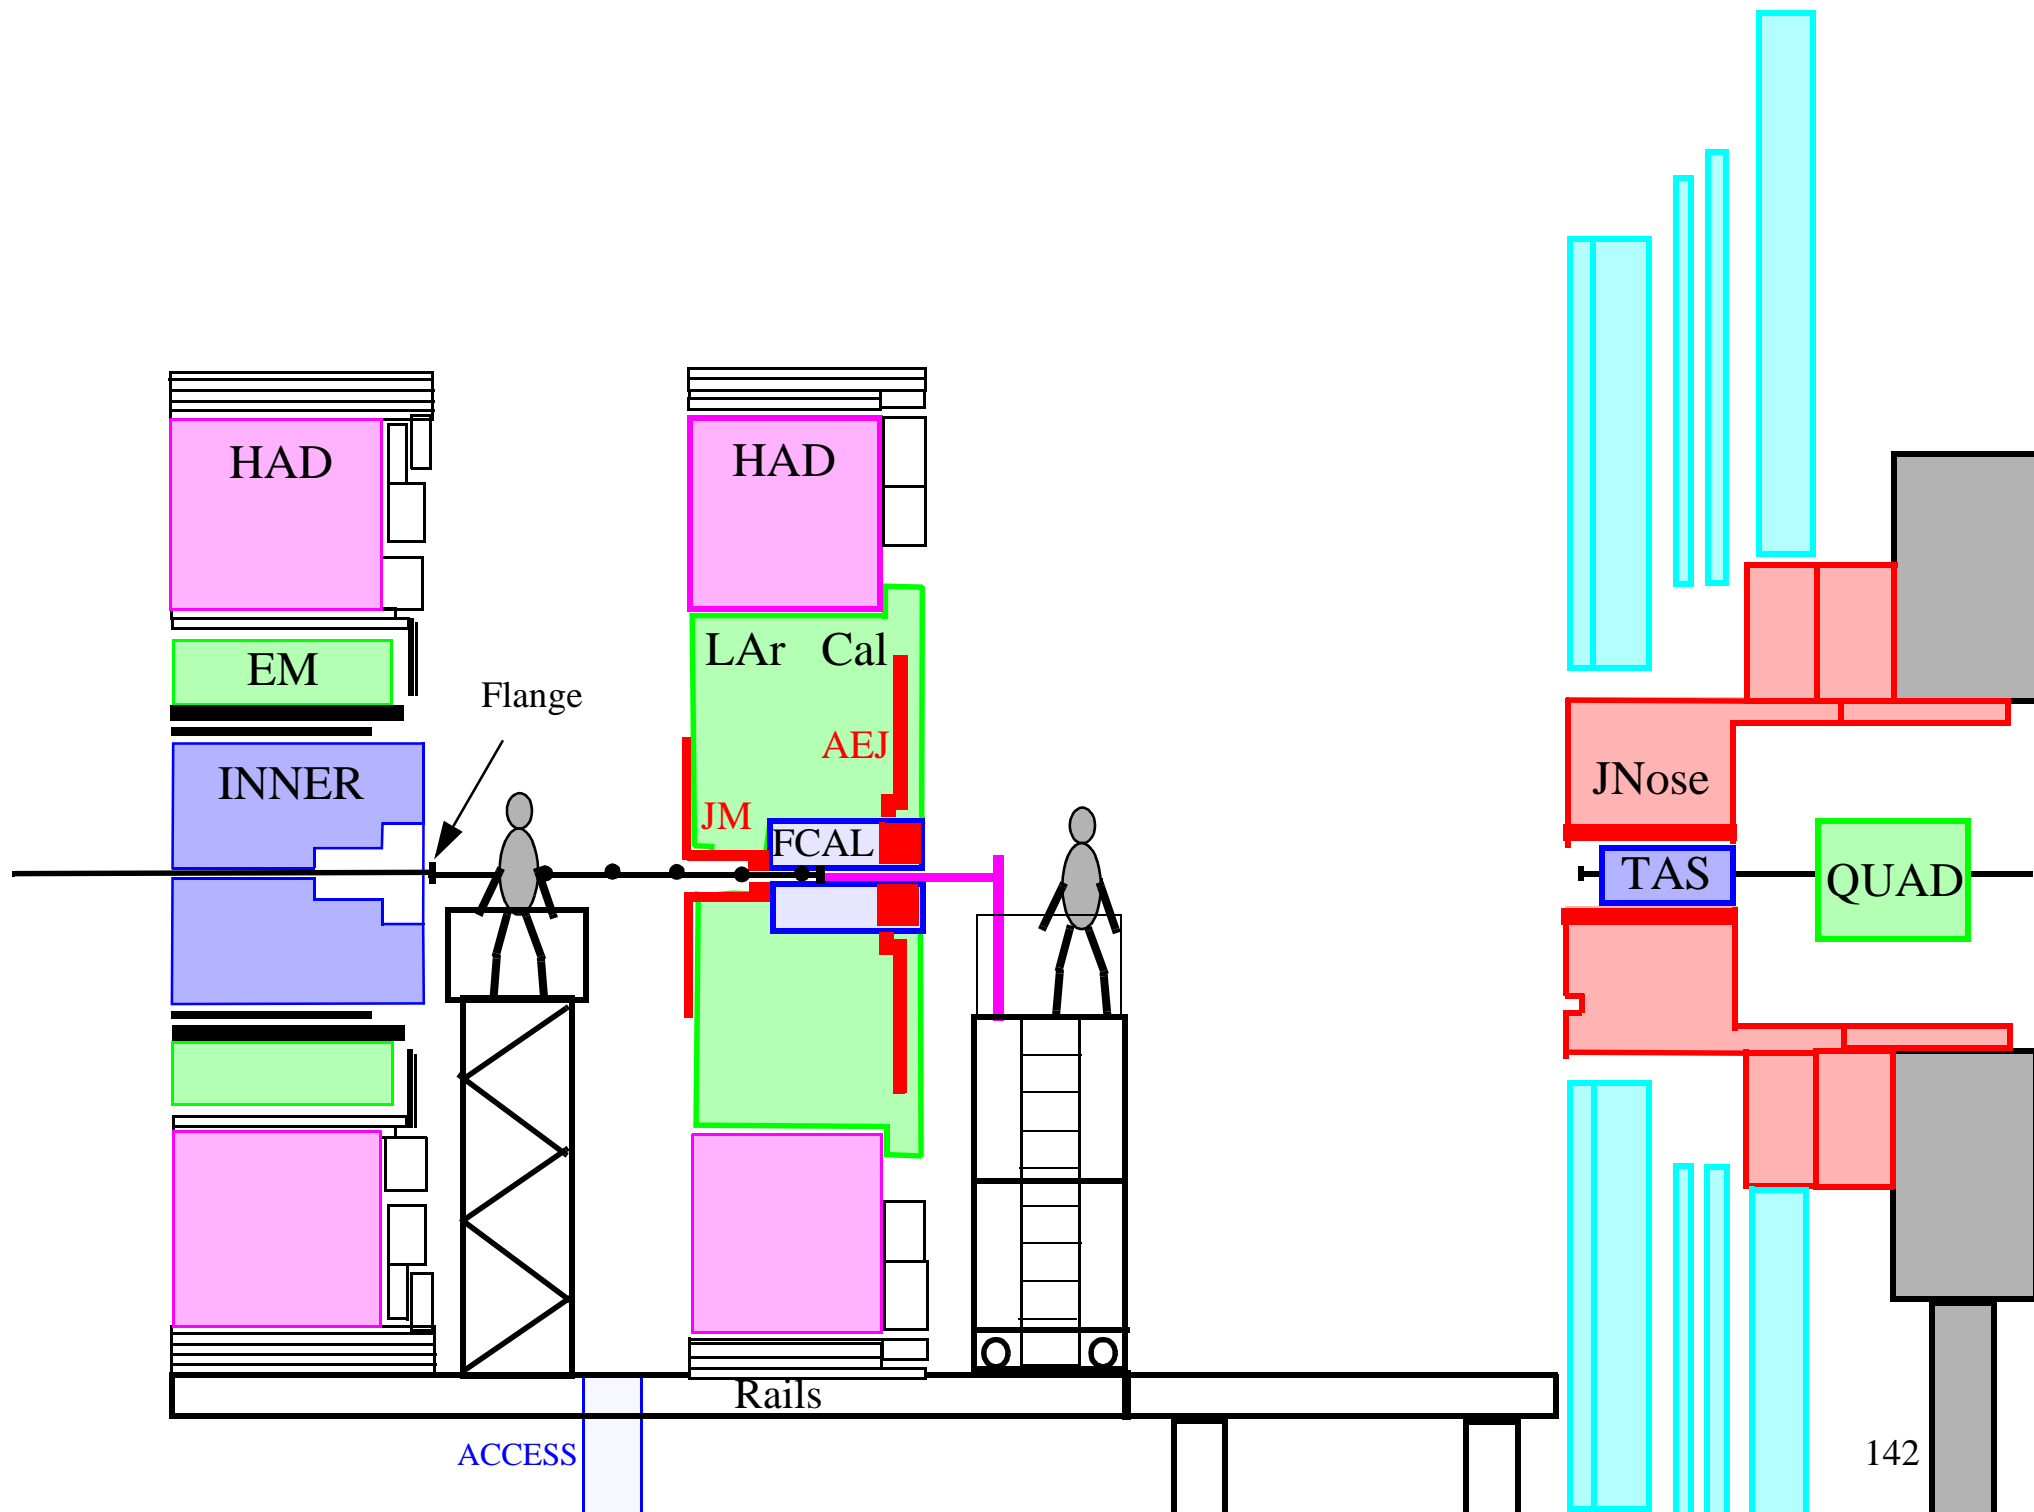 HAD
HAD
LAr Cal
EM
Flange
AEJ
INNER
JNose
JM
FCAL
TAS
QUAD
Rails
ACCESS
142